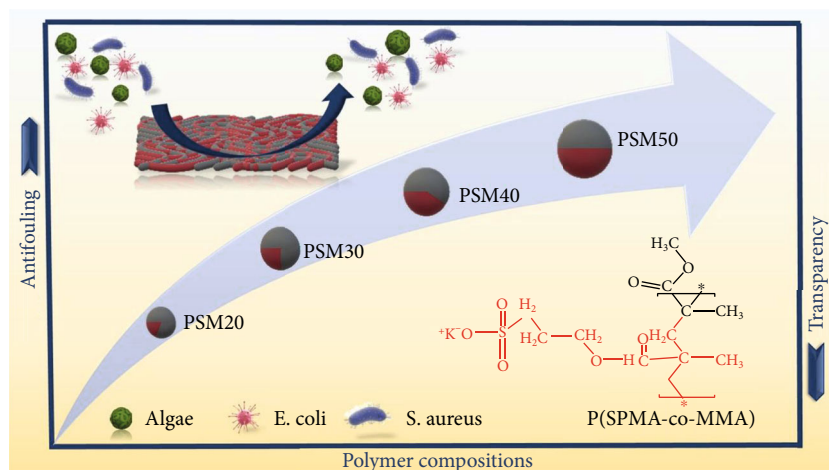 Antifouling
Transparency
PSM50
PSM40
PSM30
PSM20
H₃C
O
O
C
*
CH₃
⁺K⁻O
O
S
O
H₂
C
H₂C
CH₂
O
HC
O
H₂C
C
CH₃
*
P(SPMA-co-MMA)
Algae
E. coli
S. aureus
Polymer compositions